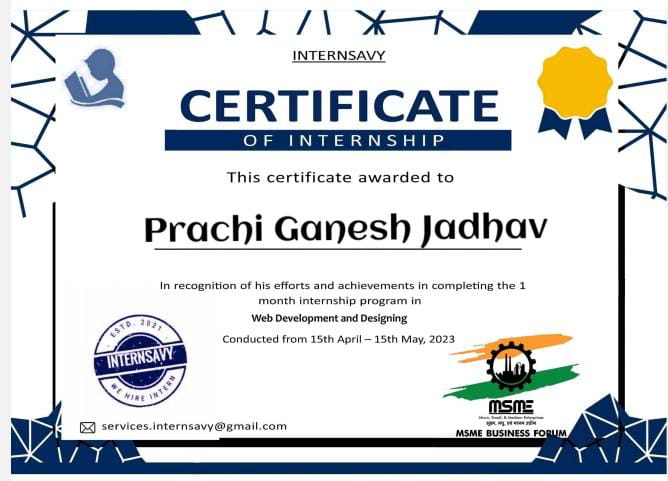 INTERNSAVY
CERTIFICATE
OF INTERNSHIP
This certificate awarded to
Prachi Ganesh Jadhav
In recognition of his efforts and achievements in completing the 1
month internship program in
Web Development and Designing
Conducted from 15th April – 15th May, 2023
ESTD. 2021
INTERNSAVY
WE HIRE INTERN
MSME
Micro, Small, & Medium Enterprises
सूक्ष्म, लघु, एवं मध्यम उद्योग
MSME BUSINESS FORUM
services.internsavy@gmail.com